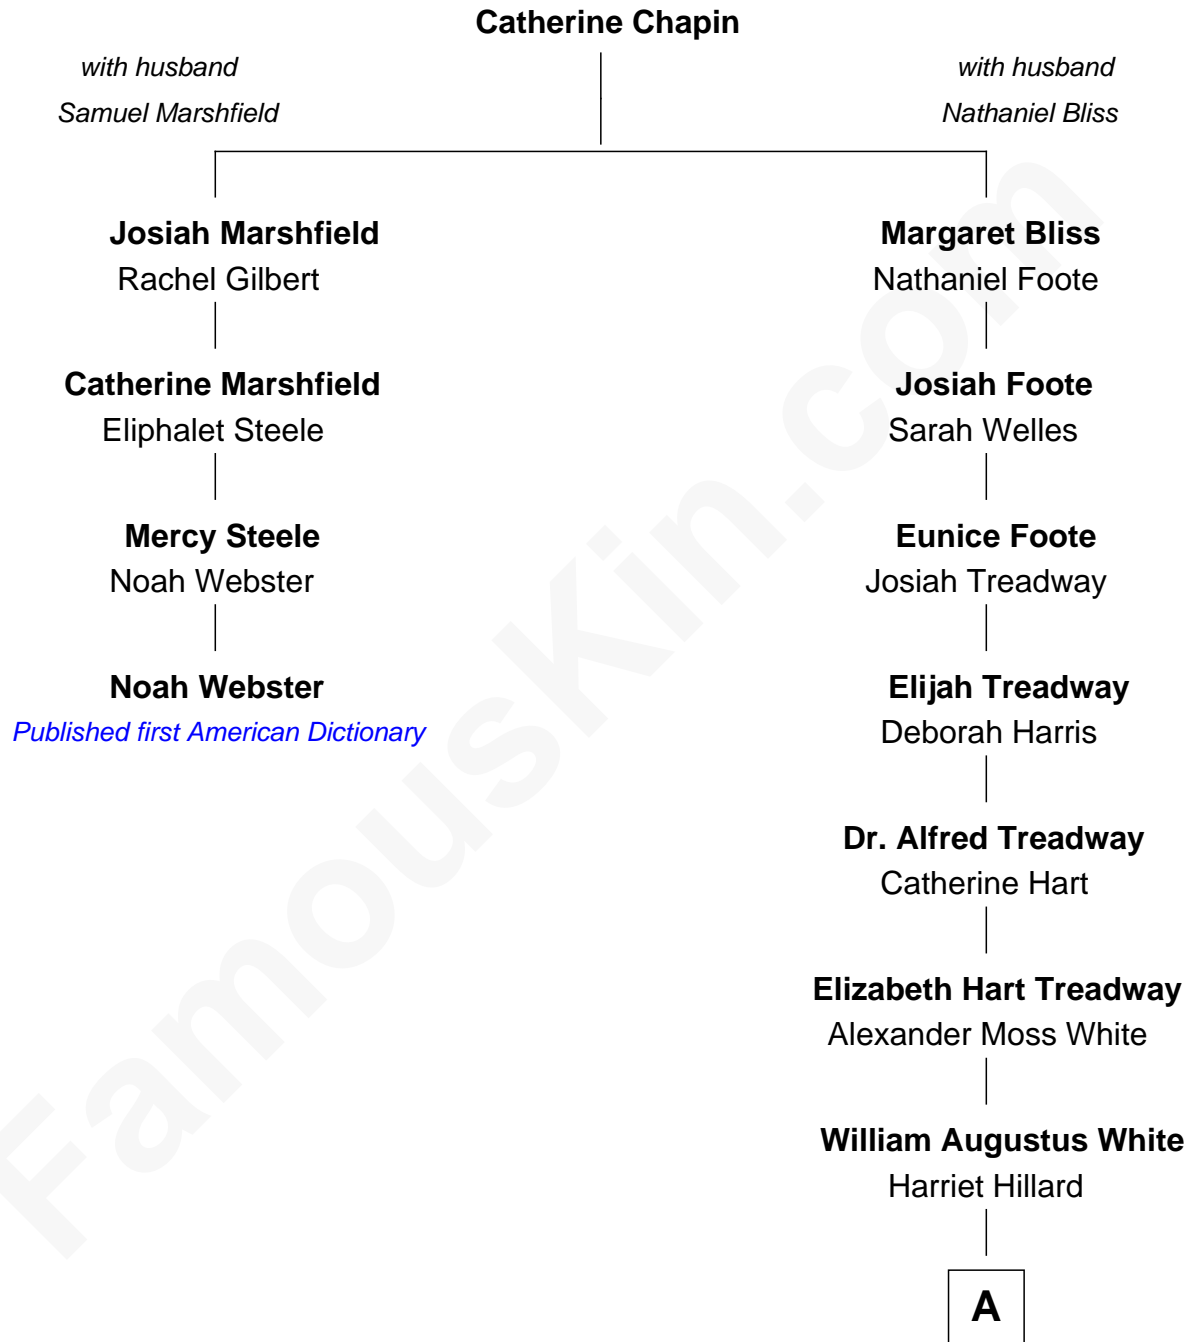 Catherine Chapin
with husband
Samuel Marshfield
with husband
Nathaniel Bliss
Josiah Marshfield
Rachel Gilbert
Margaret Bliss
Nathaniel Foote
Catherine Marshfield
Eliphalet Steele
Josiah Foote
Sarah Welles
Mercy Steele
Noah Webster
Eunice Foote
Josiah Treadway
Noah Webster
Published first American Dictionary
Elijah Treadway
Deborah Harris
Dr. Alfred Treadway
Catherine Hart
Elizabeth Hart Treadway
Alexander Moss White
William Augustus White
Harriet Hillard
A
FamousKin.com